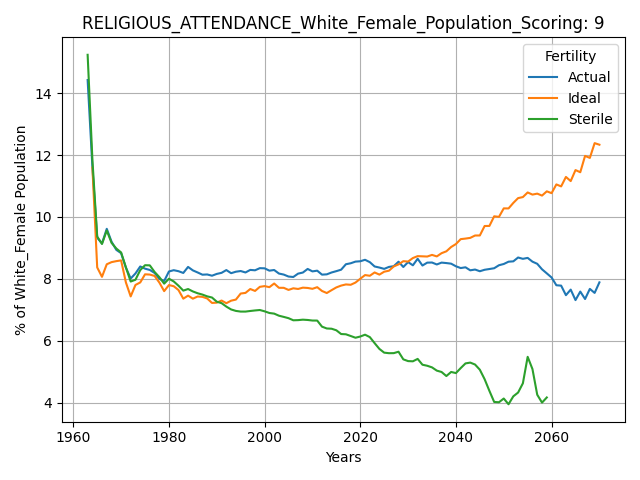 RELIGIOUS_ATTENDANCE_White_Female_Population_Scoring: 9
Fertility
Actual
Ideal
Sterile
% of White_Female Population
14
12
10
8
6
4
1960 1980 2000 2020 2040 2060
Years